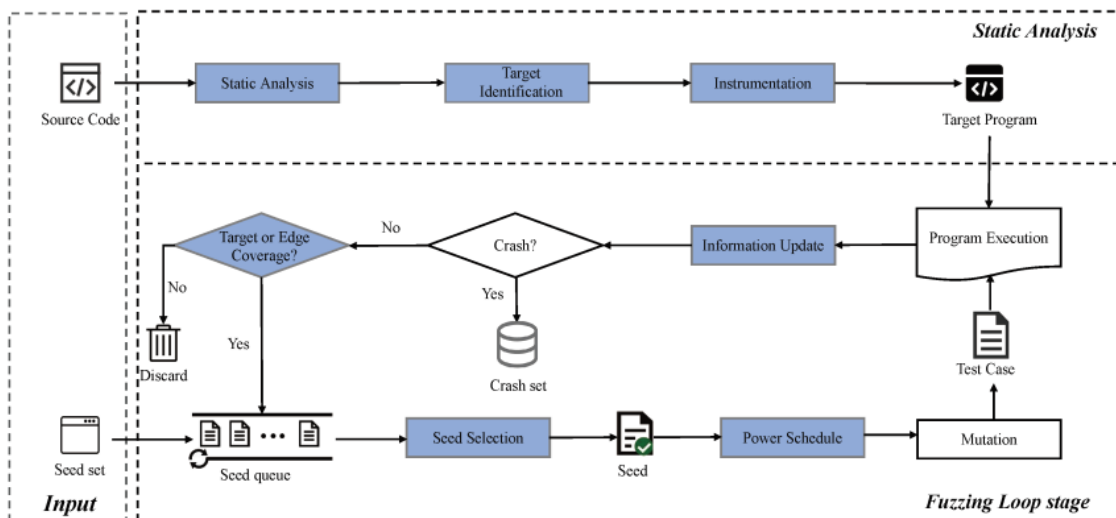 Static Analysis
Source Code
Static Analysis
Target
Identification
Instrumentation
Target Program
Target or Edge
Coverage?
No
Crash?
Information Update
Program Execution
No
Yes
Yes
Discard
Crash set
Test Case
Seed set
Seed queue
Seed Selection
Seed
Power Schedule
Mutation
Input
Fuzzing Loop stage